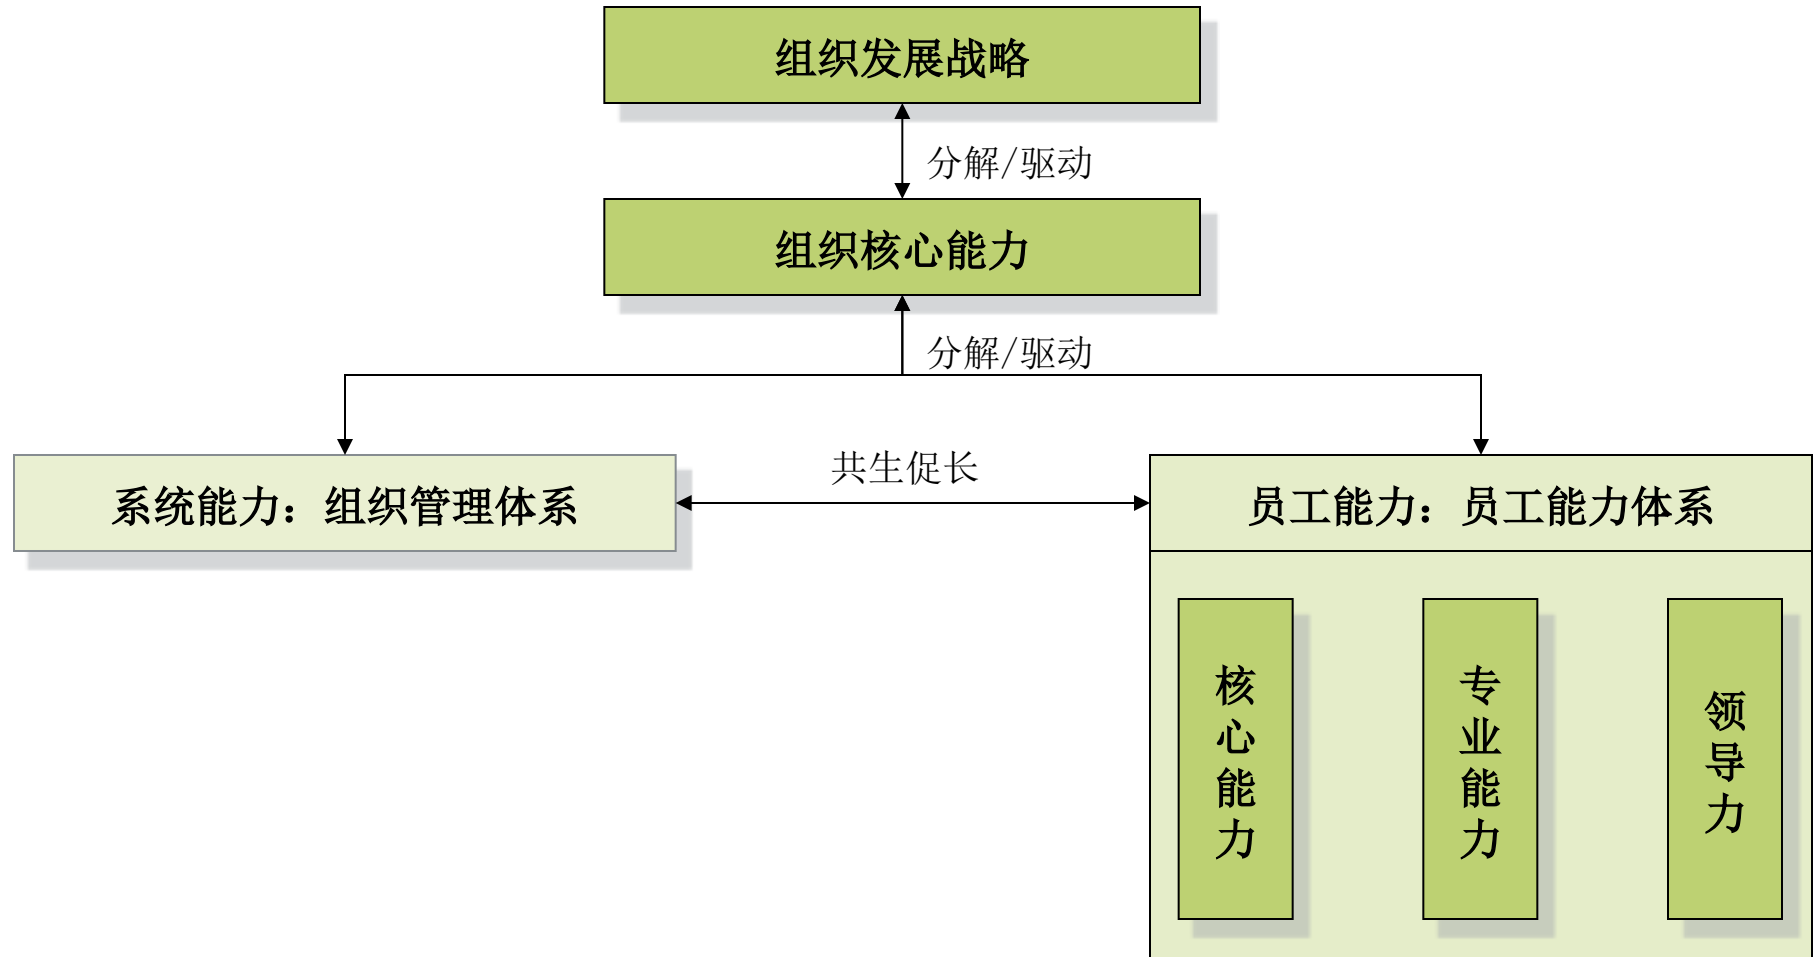 组织发展战略
分解/驱动
组织核心能力
分解/驱动
共生促长
系统能力：组织管理体系
员工能力：员工能力体系
核心能力
专业能力
领导力